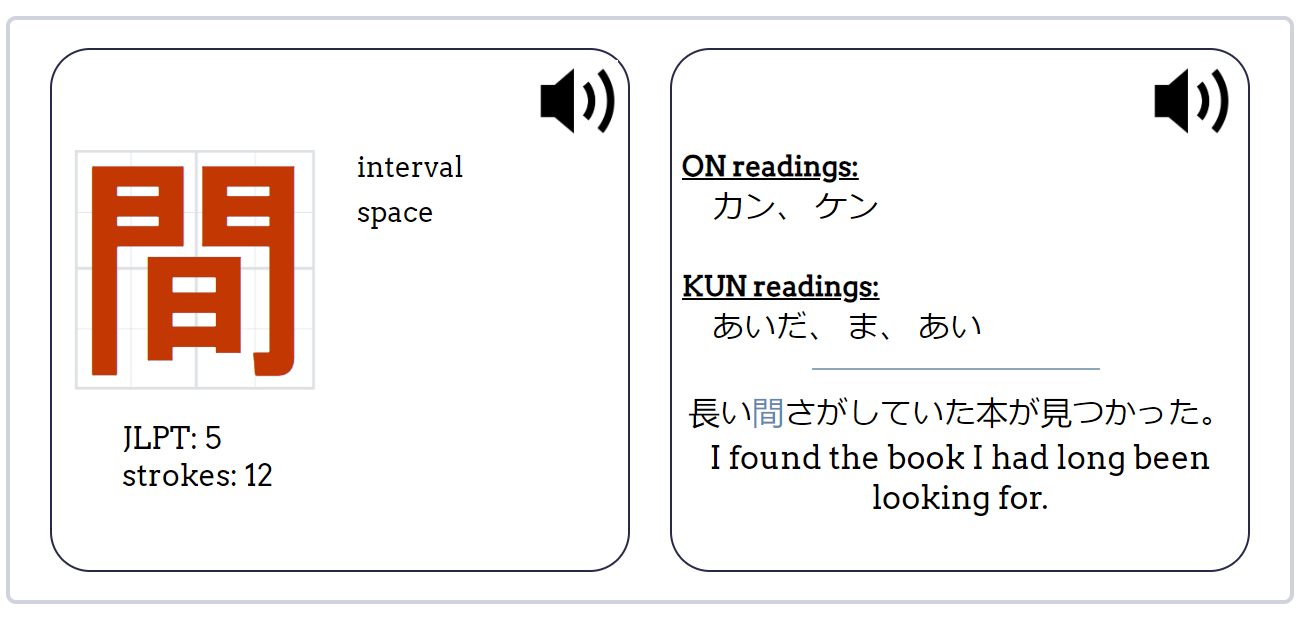 間
interval
space
JLPT: 5
strokes: 12
ON readings:
カン、 ケン
KUN readings:
あいだ、 ま、 あい
長い間さがしていた本が見つかった。
I found the book I had long been
looking for.